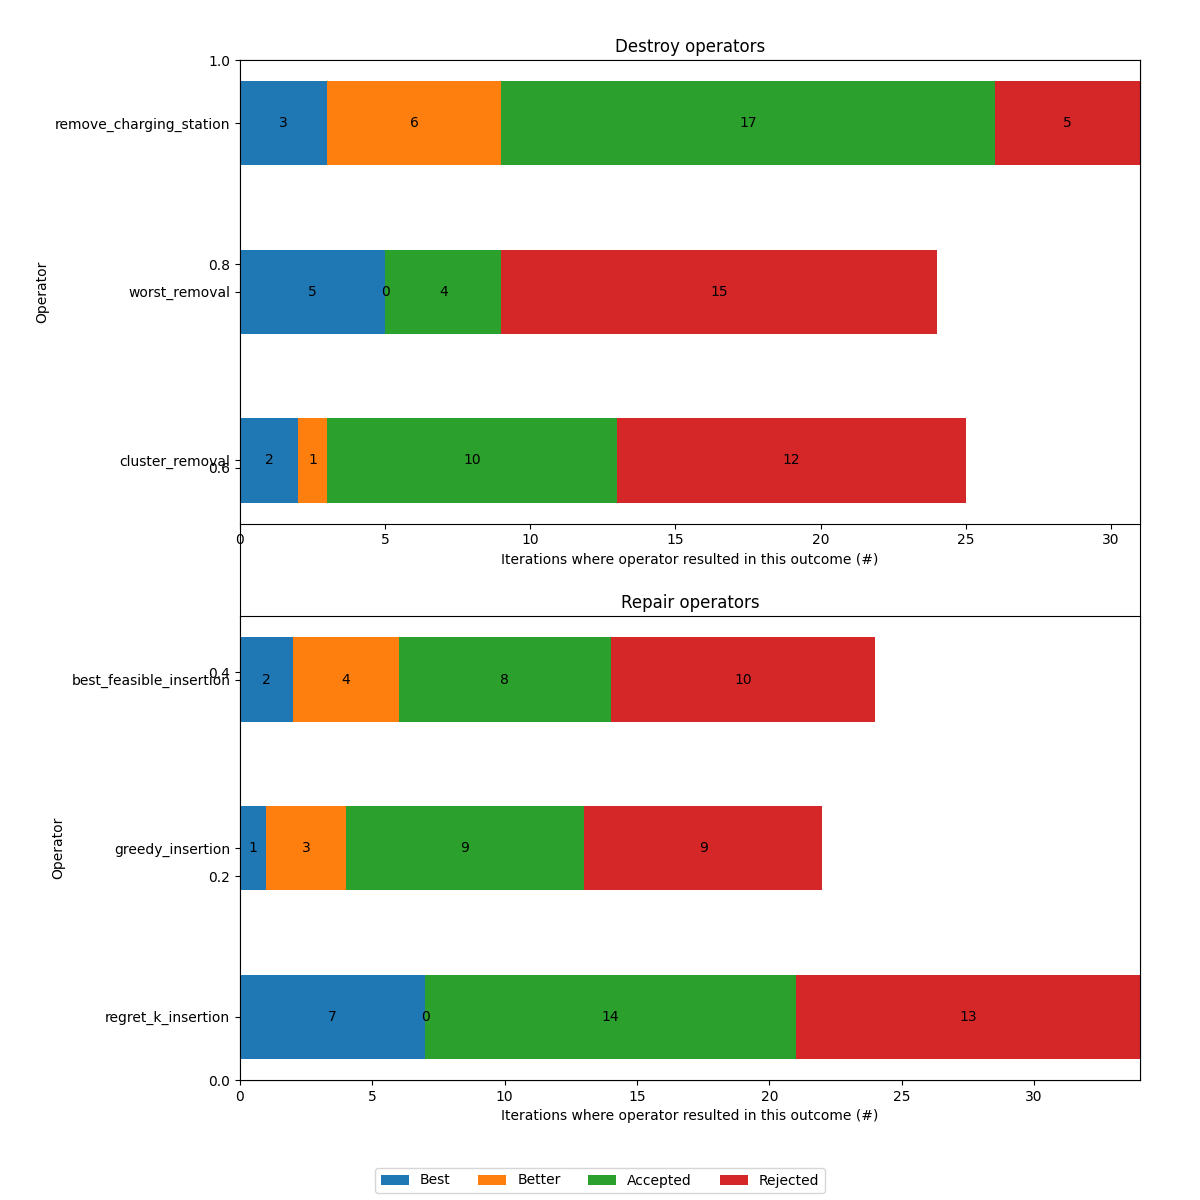 Destroy operators
1.0
remove_charging_station 3 6 17 5
0.8
Operator
worst_removal 5 0 4 15
cluster_removal 2 1 10 12
0.6
0 5 10 15 20 25 30
Iterations where operator resulted in this outcome (#)
Repair operators
0.4
best_feasible_insertion 2 4 8 10
Operator
greedy_insertion 1 3 9 9
0.2
regret_k_insertion 7 0 14 13
0.0
0 5 10 15 20 25 30
Iterations where operator resulted in this outcome (#)
Best Better Accepted Rejected